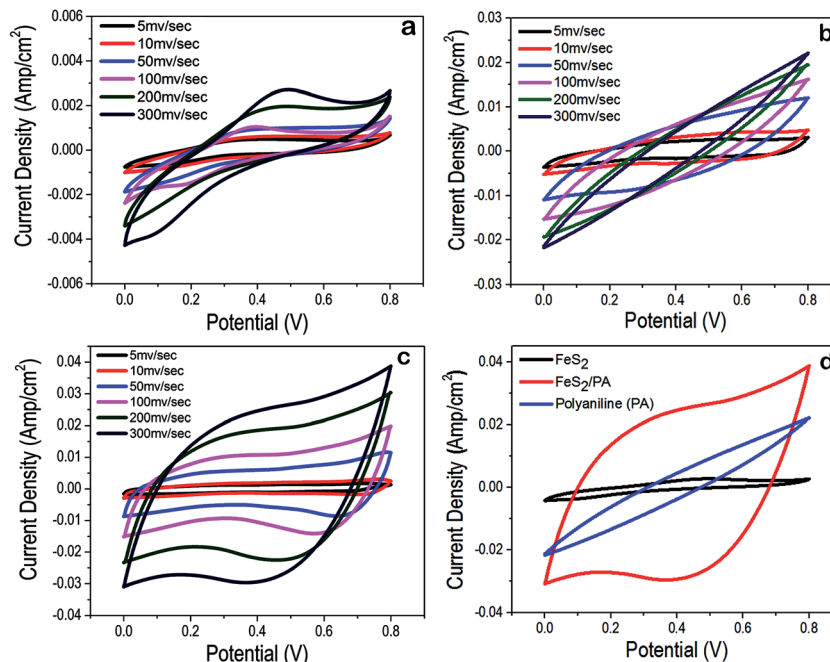 a
5mv/sec
10mv/sec
50mv/sec
100mv/sec
200mv/sec
300mv/sec
0.006
0.004
0.002
0.000
-0.002
-0.004
-0.006
0.0 0.2 0.4 0.6 0.8
Current Density (Amp/cm²)
Potential (V)
b
5mv/sec
10mv/sec
50mv/sec
100mv/sec
200mv/sec
300mv/sec
0.03
0.02
0.01
0.00
-0.01
-0.02
-0.03
0.0 0.2 0.4 0.6 0.8
Current Density (Amp/cm²)
Potential (V)
c
5mv/sec
10mv/sec
50mv/sec
100mv/sec
200mv/sec
300mv/sec
0.04
0.03
0.02
0.01
0.00
-0.01
-0.02
-0.03
-0.04
0.0 0.2 0.4 0.6 0.8
Current Density (Amp/cm²)
Potential (V)
d
FeS₂
FeS₂/PA
Polyaniline (PA)
0.04
0.02
0.00
-0.02
-0.04
0.0 0.2 0.4 0.6 0.8
Current Density (Amp/cm²)
Potential (V)